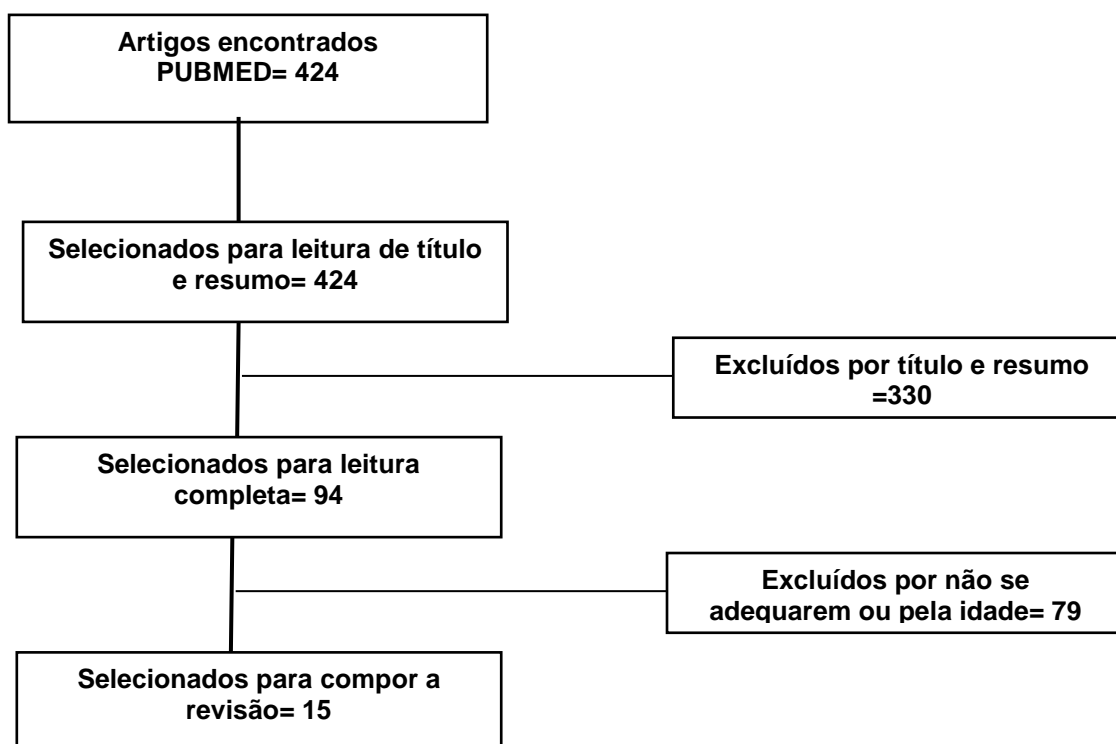 Artigos encontrados
PUBMED= 424
Selecionados para leitura de título
e resumo= 424
Excluídos por título e resumo
=330
Selecionados para leitura
completa= 94
Excluídos por não se
adequarem ou pela idade= 79
Selecionados para compor a
revisão= 15